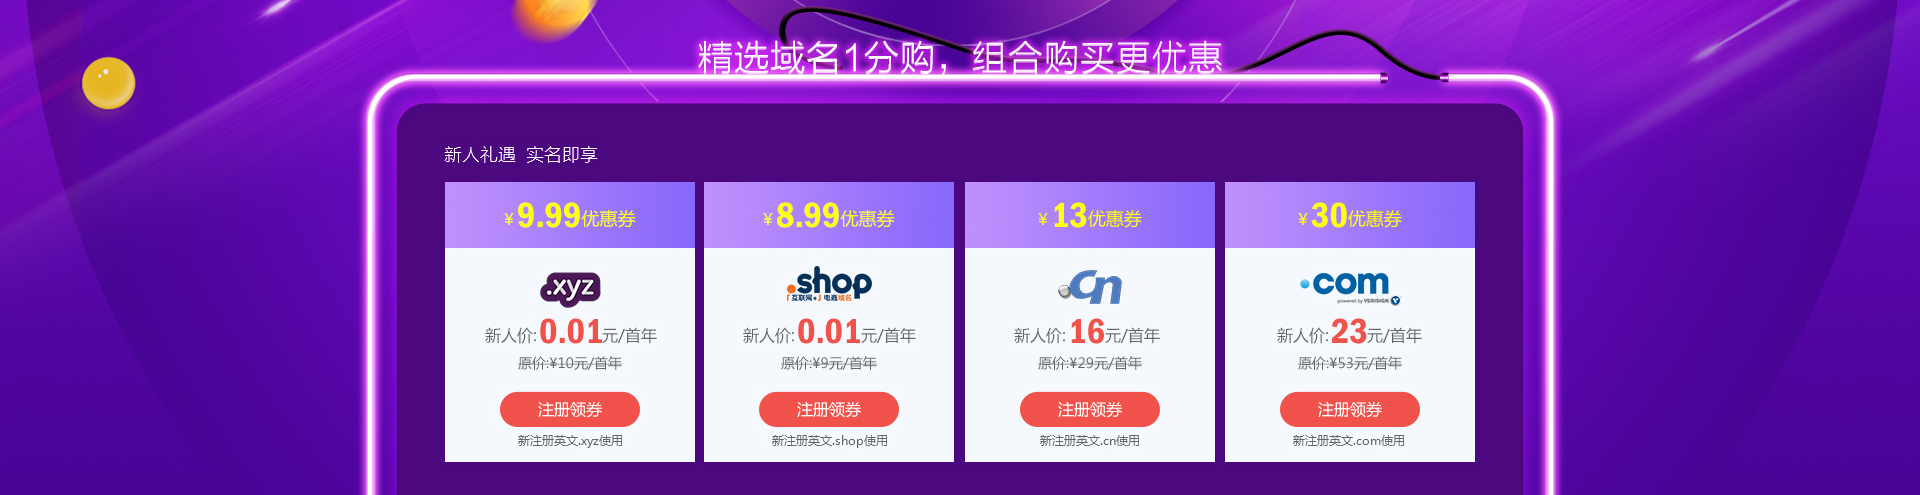 精选域名1分购，组合购买更优惠
新人礼遇 实名即享
¥9.99优惠券
.xyz
新人价:0.01元/首年
原价:¥10元/首年
注册领券
新注册英文.xyz使用
¥8.99优惠券
.shop
「互联网+」电商域名
新人价:0.01元/首年
原价:¥9元/首年
注册领券
新注册英文.shop使用
¥13优惠券
.cn
新人价:16元/首年
原价:¥29元/首年
注册领券
新注册英文.cn使用
¥30优惠券
.com
powered by VERISIGN
新人价:23元/首年
原价:¥53元/首年
注册领券
新注册英文.com使用